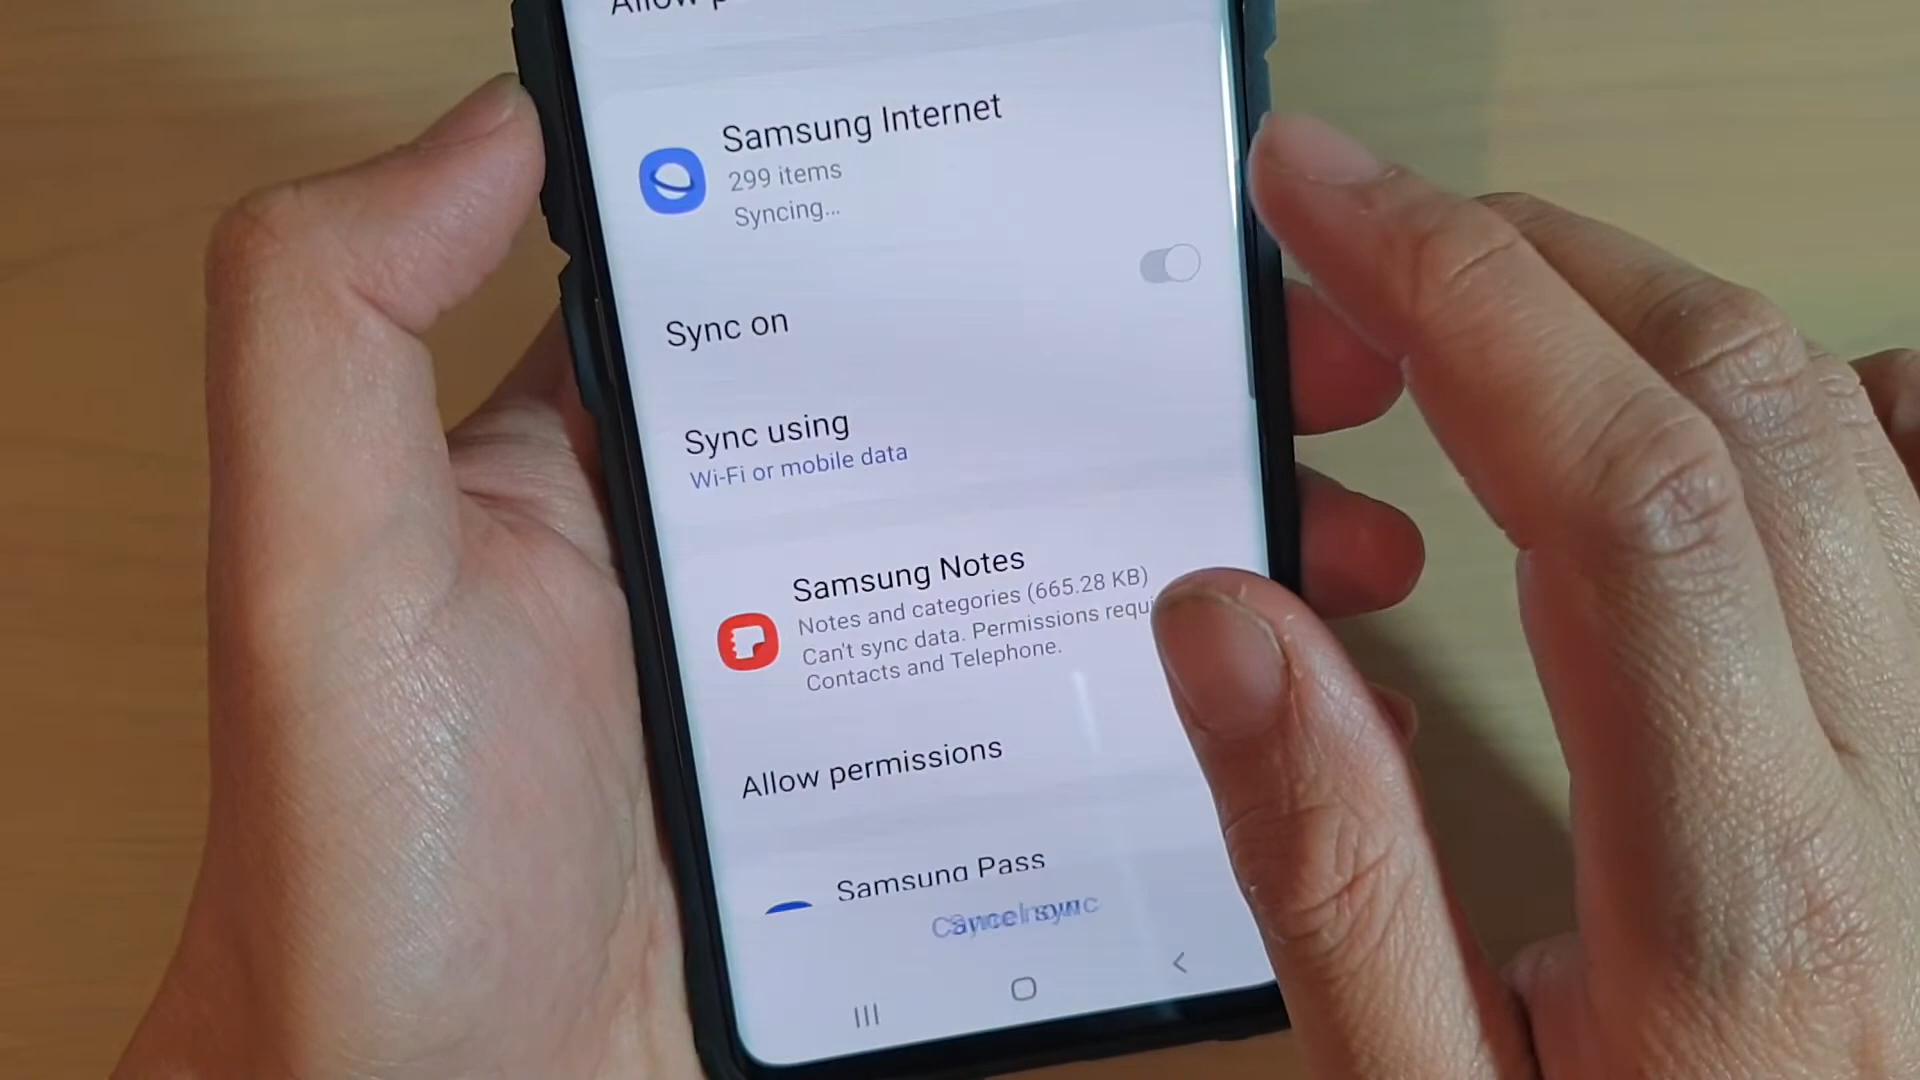 Allow
Samsung Internet
299 items
Syncing...
Sync on
Sync using
Wi-Fi or mobile data
Samsung Notes
Notes and categories (665.28 KB)
Can't sync data. Permissions requi
Contacts and Telephone.
Allow permissions
Samsung Pass
Cancel sync